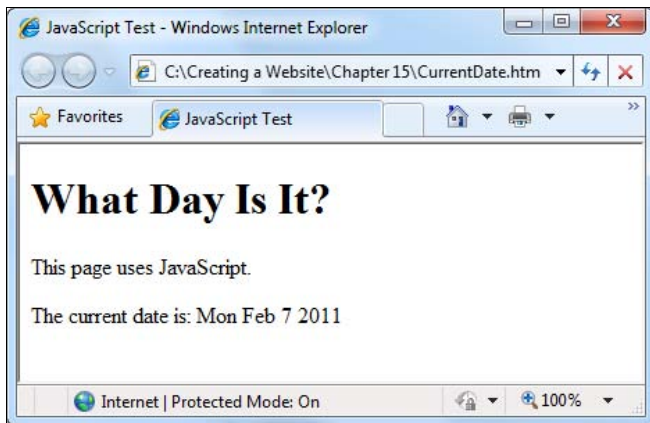 JavaScript Test - Windows Internet Explorer
C:\Creating a Website\Chapter 15\CurrentDate.htm
Favorites
JavaScript Test
What Day Is It?
This page uses JavaScript.
The current date is: Mon Feb 7 2011
Internet | Protected Mode: On
100%